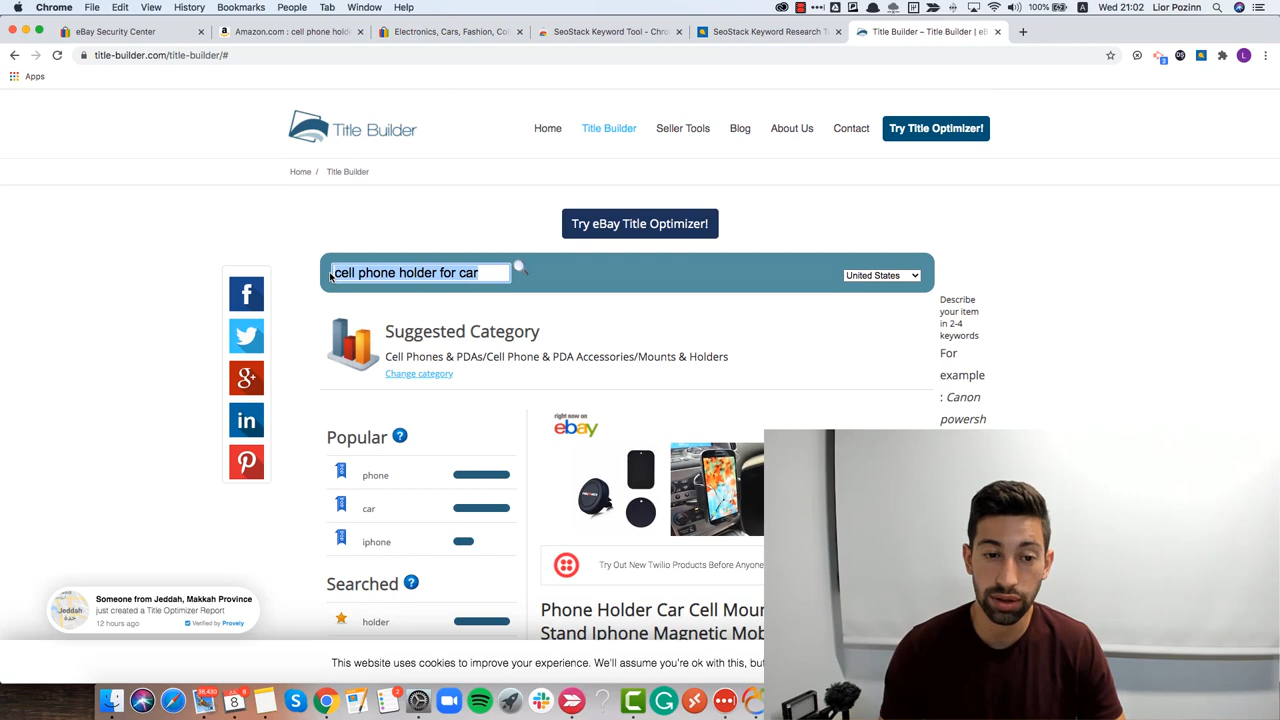 Chrome File Edit View History Bookmarks People Tab Window Help
100% Wed 21:02 Lior Pozinn
eBay Security Center
Amazon.com : cell phone hold
Electronics, Cars, Fashion, Col
SeoStack Keyword Tool - Chro
SeoStack Keyword Research T
Title Builder – Title Builder | eB
title-builder.com/title-builder/#
Apps
Title Builder
Home Title Builder Seller Tools Blog About Us Contact Try Title Optimizer!
Home / Title Builder
Try eBay Title Optimizer!
cell phone holder for car
United States
Describe
your item
in 2-4
keywords
For
example
: Canon
powersh
Suggested Category
Cell Phones & PDAs/Cell Phone & PDA Accessories/Mounts & Holders
Change category
Popular ?
phone
car
iphone
Searched ?
holder
right now on
ebay
Try Out New Twilio Products Before Anyone
Phone Holder Car Cell Moun
Stand Iphone Magnetic Mob
Jeddah
Someone from Jeddah, Makkah Province
just created a Title Optimizer Report
12 hours ago Verified by Provely
This website uses cookies to improve your experience. We'll assume you're ok with this, but